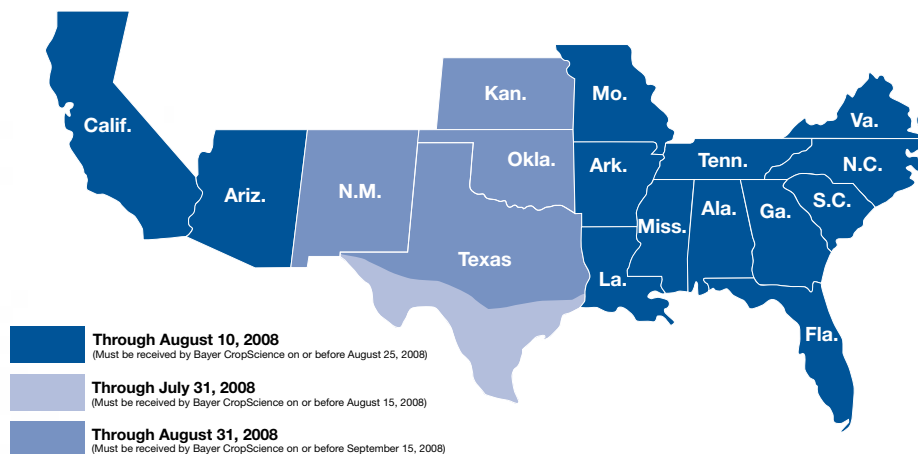 Calif.
Ariz.
N.M.
Kan.
Okla.
Texas
Mo.
Ark.
La.
Miss.
Tenn.
Ala.
Ga.
Fla.
S.C.
N.C.
Va.
Through August 10, 2008
(Must be received by Bayer CropScience on or before August 25, 2008)
Through July 31, 2008
(Must be received by Bayer CropScience on or before August 15, 2008)
Through August 31, 2008
(Must be received by Bayer CropScience on or before September 15, 2008)